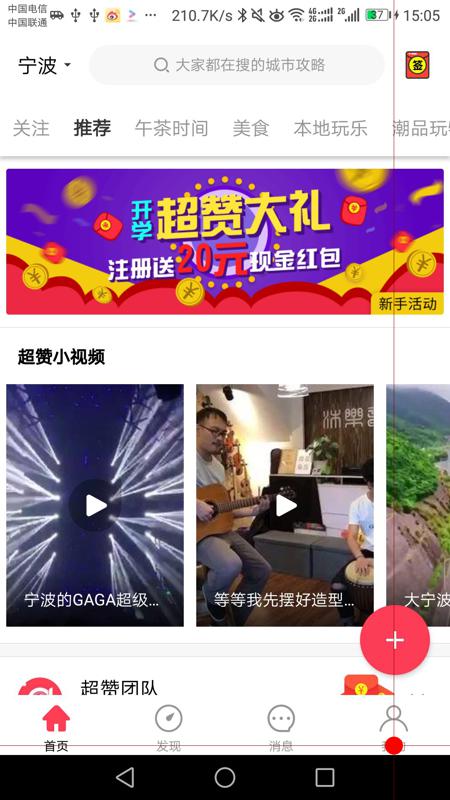 中国电信
中国联通
210.7K/s
4G
2G
2G
37
15:05
宁波
大家都在搜的城市攻略
签
关注 推荐 午茶时间 美食 本地玩乐 潮品玩
开学
超赞大礼
注册送20元现金红包
新手活动
超赞小视频
宁波的GAGA超级...
等等我先摆好造型...
大宁波
超赞团队
首页
发现
消息